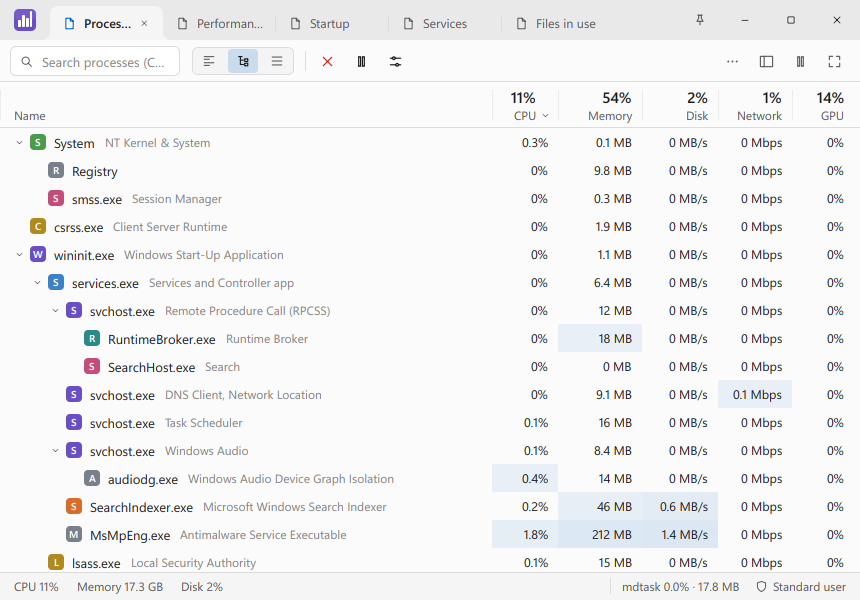 Proces... Performan... Startup Services Files in use
Search processes (C...
11% 54% 2% 1% 14%
Name CPU Memory Disk Network GPU
S System NT Kernel & System 0.3% 0.1 MB 0 MB/s 0 Mbps 0%
R Registry 0% 9.8 MB 0 MB/s 0 Mbps 0%
S smss.exe Session Manager 0% 0.3 MB 0 MB/s 0 Mbps 0%
C csrss.exe Client Server Runtime 0% 1.9 MB 0 MB/s 0 Mbps 0%
W wininit.exe Windows Start-Up Application 0% 1.1 MB 0 MB/s 0 Mbps 0%
S services.exe Services and Controller app 0% 6.4 MB 0 MB/s 0 Mbps 0%
S svchost.exe Remote Procedure Call (RPCSS) 0% 12 MB 0 MB/s 0 Mbps 0%
R RuntimeBroker.exe Runtime Broker 0% 18 MB 0 MB/s 0 Mbps 0%
S SearchHost.exe Search 0% 0 MB 0 MB/s 0 Mbps 0%
S svchost.exe DNS Client, Network Location 0% 9.1 MB 0 MB/s 0.1 Mbps 0%
S svchost.exe Task Scheduler 0.1% 16 MB 0 MB/s 0 Mbps 0%
S svchost.exe Windows Audio 0.1% 8.4 MB 0 MB/s 0 Mbps 0%
A audiodg.exe Windows Audio Device Graph Isolation 0.4% 14 MB 0 MB/s 0 Mbps 0%
S SearchIndexer.exe Microsoft Windows Search Indexer 0.2% 46 MB 0.6 MB/s 0 Mbps 0%
M MsMpEng.exe Antimalware Service Executable 1.8% 212 MB 1.4 MB/s 0 Mbps 0%
L lsass.exe Local Security Authority 0.1% 15 MB 0 MB/s 0 Mbps 0%
CPU 11% Memory 17.3 GB Disk 2% mdtask 0.0% · 17.8 MB Standard user